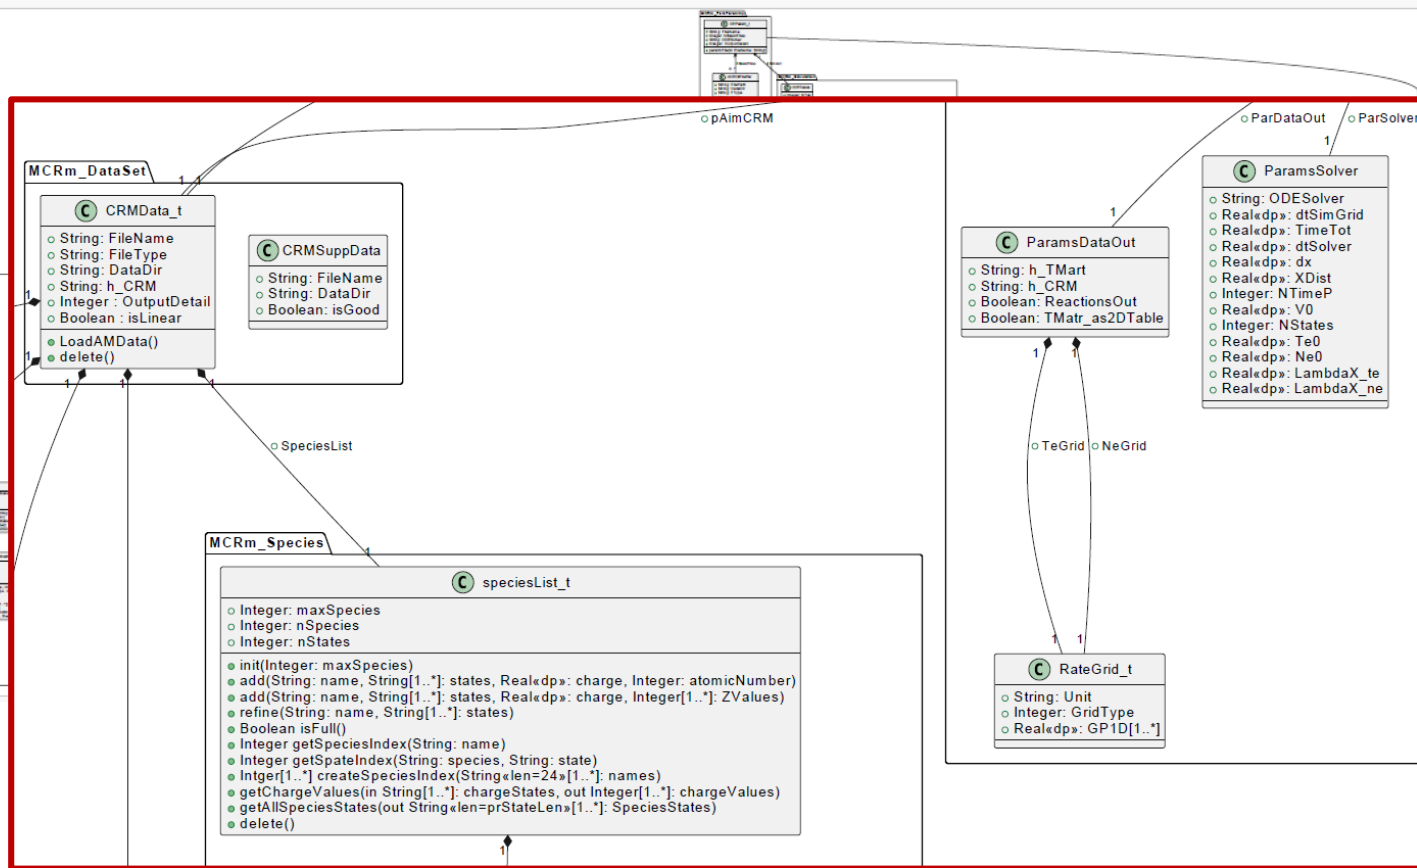 pAimCRM
MCRm_DataSet
1
1
C CRMData_t
String: FileName
String: FileType
String: DataDir
String: h_CRM
Integer : OutputDetail
Boolean : isLinear
LoadAMData()
delete()
1
1
1
1
1
C CRMSuppData
String: FileName
String: DataDir
Boolean: isGood
SpeciesList
1
MCRm_Species
C speciesList_t
Integer: maxSpecies
Integer: nSpecies
Integer: nStates
init(Integer: maxSpecies)
add(String: name, String[1..*]: states, Real«dp»: charge, Integer: atomicNumber)
add(String: name, String[1..*]: states, Real«dp»: charge, Integer[1..*]: ZValues)
refine(String: name, String[1..*]: states)
Boolean isFull()
Integer getSpeciesIndex(String: name)
Integer getSpateIndex(String: species, String: state)
Intger[1..*] createSpeciesIndex(String«len=24»[1..*]: names)
getChargeValues(in String[1..*]: chargeStates, out Integer[1..*]: chargeValues)
getAllSpeciesStates(out String«len=prStateLen»[1..*]: SpeciesStates)
delete()
1
ParDataOut
ParSolver
1
1
C ParamsDataOut
String: h_TMart
String: h_CRM
Boolean: ReactionsOut
Boolean: TMatr_as2DTable
1
1
C ParamsSolver
String: ODESolver
Real«dp»: dtSimGrid
Real«dp»: TimeTot
Real«dp»: dtSolver
Real«dp»: dx
Real«dp»: XDist
Integer: NTimeP
Real«dp»: V0
Integer: NStates
Real«dp»: Te0
Real«dp»: Ne0
Real«dp»: LambdaX_te
Real«dp»: LambdaX_ne
TeGrid
NeGrid
1
1
C RateGrid_t
String: Unit
Integer: GridType
Real«dp»: GP1D[1..*]